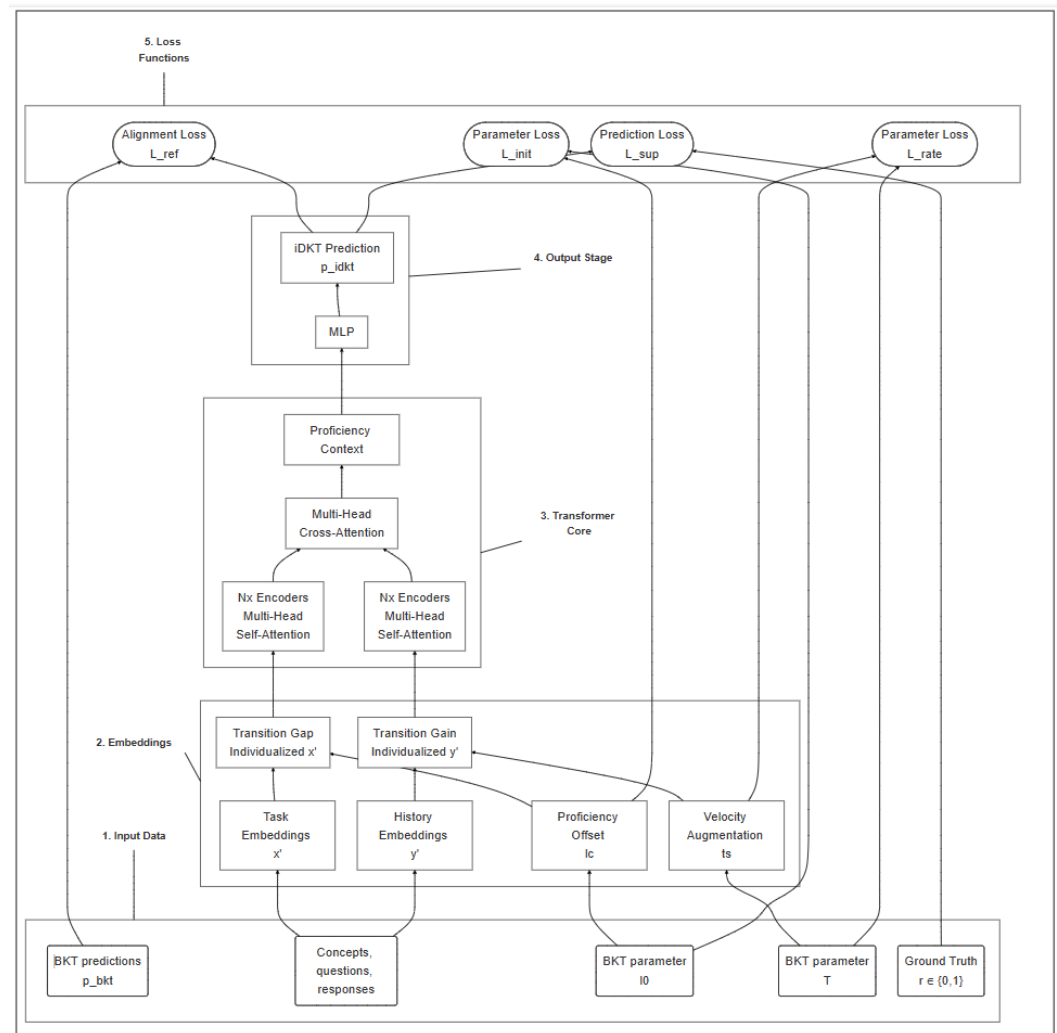 5. Loss
Functions
Alignment Loss
L_ref
Parameter Loss
L_init
Prediction Loss
L_sup
Parameter Loss
L_rate
iDKT Prediction
p_idkt
4. Output Stage
MLP
Proficiency
Context
Multi-Head
Cross-Attention
3. Transformer
Core
Nx Encoders
Multi-Head
Self-Attention
Nx Encoders
Multi-Head
Self-Attention
2. Embeddings
Transition Gap
Individualized x'
Transition Gain
Individualized y'
Task
Embeddings
x'
History
Embeddings
y'
Proficiency
Offset
lc
Velocity
Augmentation
ts
1. Input Data
BKT predictions
p_bkt
Concepts,
questions,
responses
BKT parameter
l0
BKT parameter
T
Ground Truth
r ∈ {0,1}